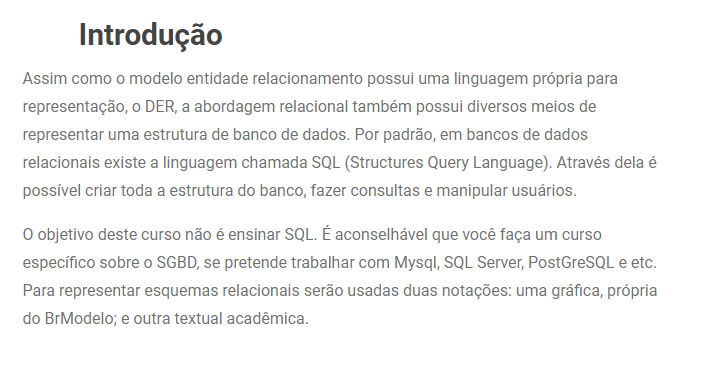 Introdução
Assim como o modelo entidade relacionamento possui uma linguagem própria para
representação, o DER, a abordagem relacional também possui diversos meios de
representar uma estrutura de banco de dados. Por padrão, em bancos de dados
relacionais existe a linguagem chamada SQL (Structures Query Language). Através dela é
possível criar toda a estrutura do banco, fazer consultas e manipular usuários.
O objetivo deste curso não é ensinar SQL. É aconselhável que você faça um curso
específico sobre o SGBD, se pretende trabalhar com Mysql, SQL Server, PostGreSQL e etc.
Para representar esquemas relacionais serão usadas duas notações: uma gráfica, própria
do BrModelo; e outra textual acadêmica.